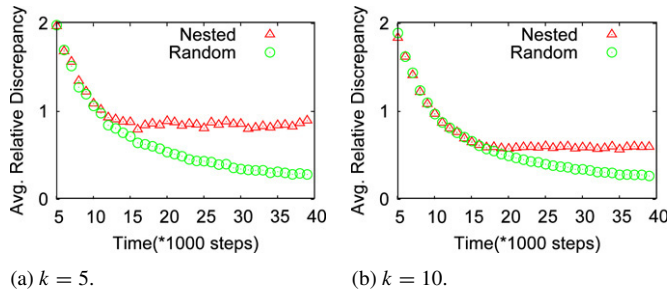 2
1
0
5 10 15 20 25 30 35 40
Avg. Relative Discrepancy
Time(*1000 steps)
Nested
Random
(a) k = 5.
2
1
0
5 10 15 20 25 30 35 40
Avg. Relative Discrepancy
Time(*1000 steps)
Nested
Random
(b) k = 10.